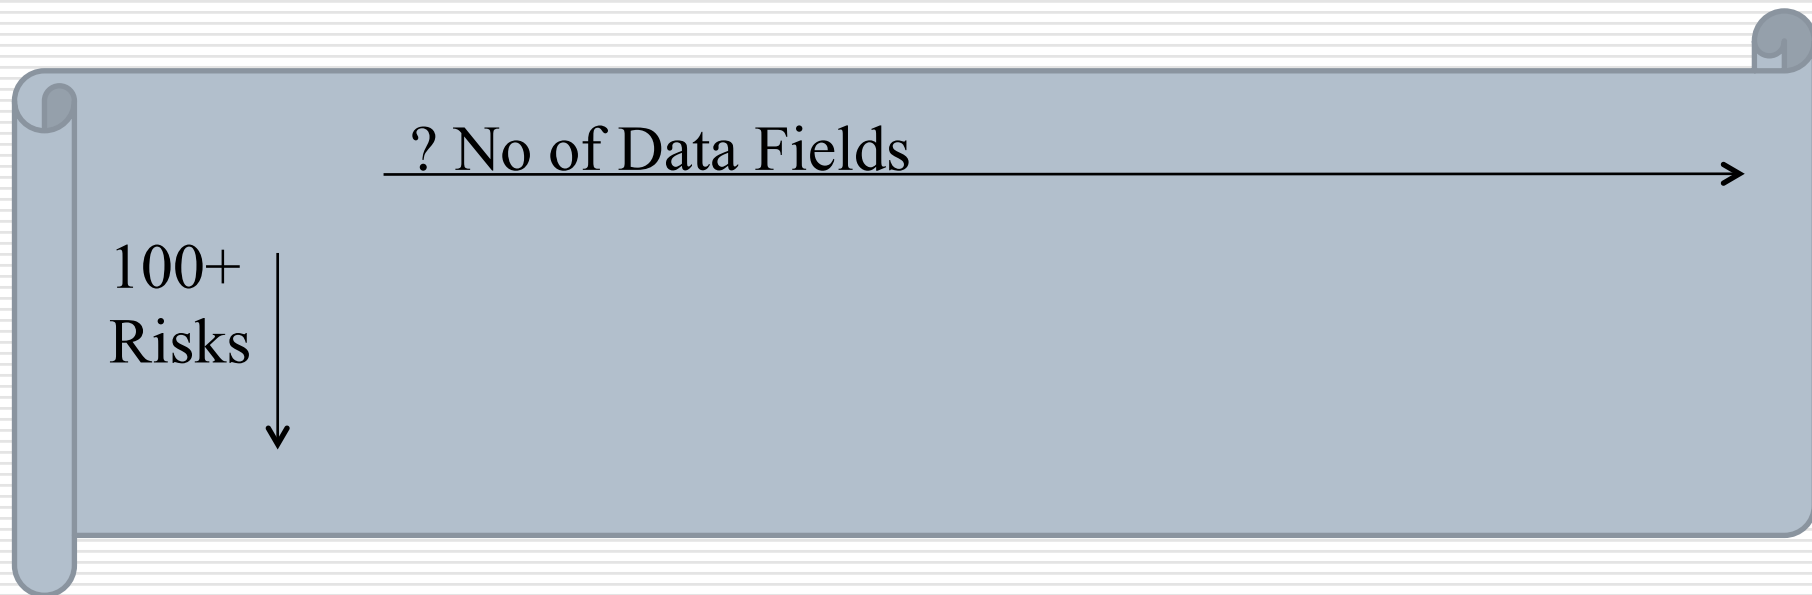 ? No of Data Fields
100+
Risks